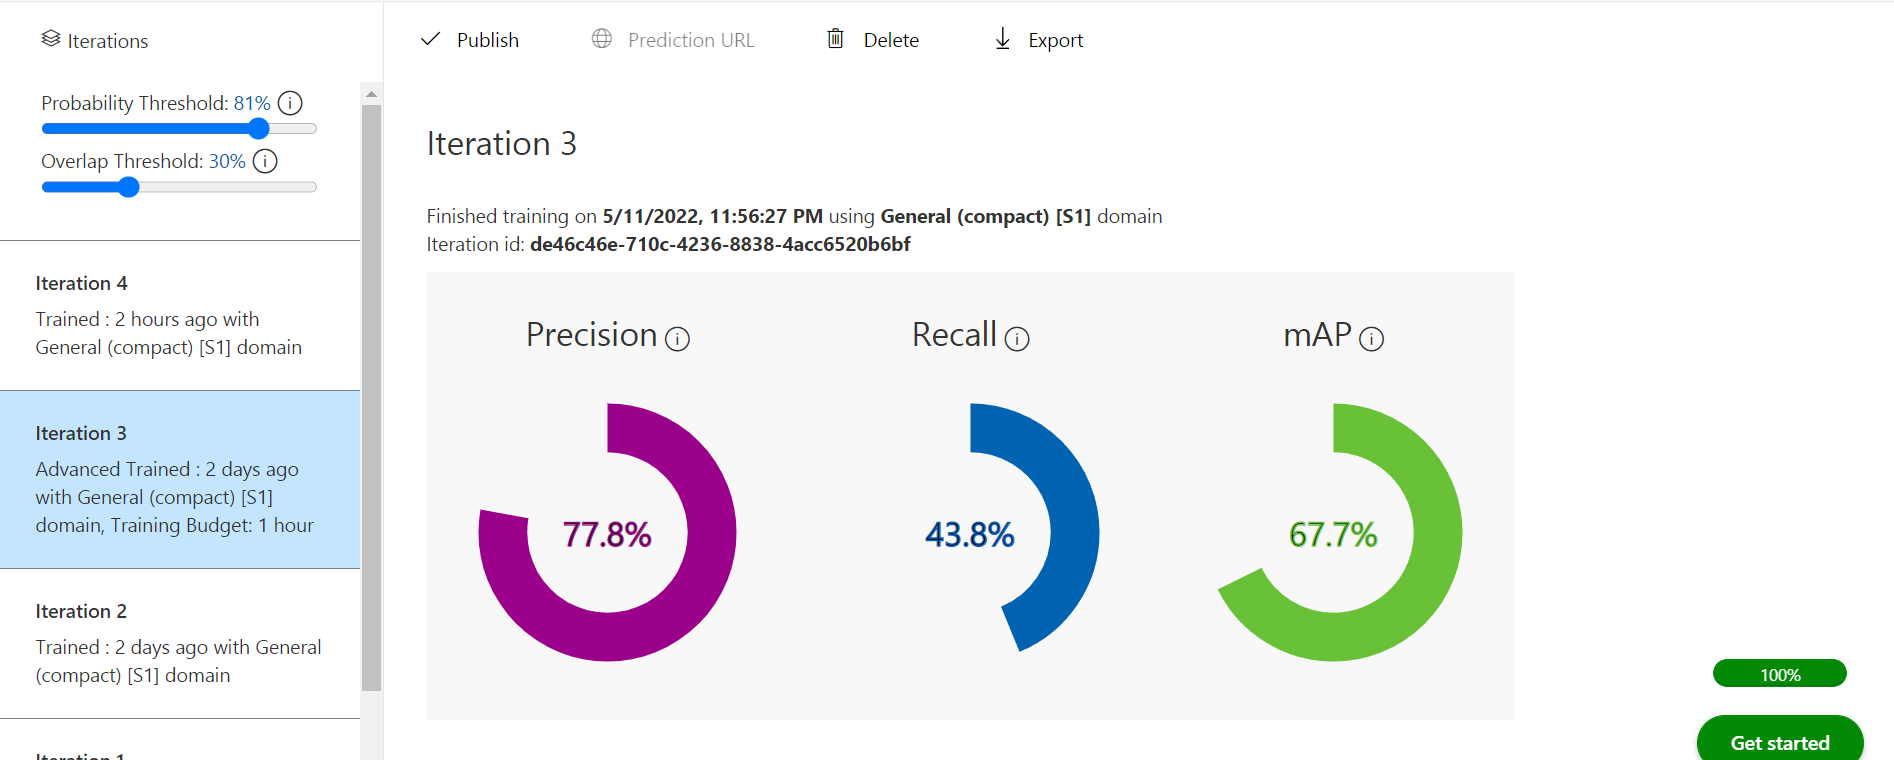 Iterations
Publish
Prediction URL
Delete
Export
Probability Threshold: 81%
Overlap Threshold: 30%
Iteration 4
Trained : 2 hours ago with
General (compact) [S1] domain
Iteration 3
Advanced Trained : 2 days ago
with General (compact) [S1]
domain, Training Budget: 1 hour
Iteration 2
Trained : 2 days ago with General
(compact) [S1] domain
Iteration 1
Iteration 3
Finished training on 5/11/2022, 11:56:27 PM using General (compact) [S1] domain
Iteration id: de46c46e-710c-4236-8838-4acc6520b6bf
Precision
Recall
mAP
77.8%
43.8%
67.7%
100%
Get started